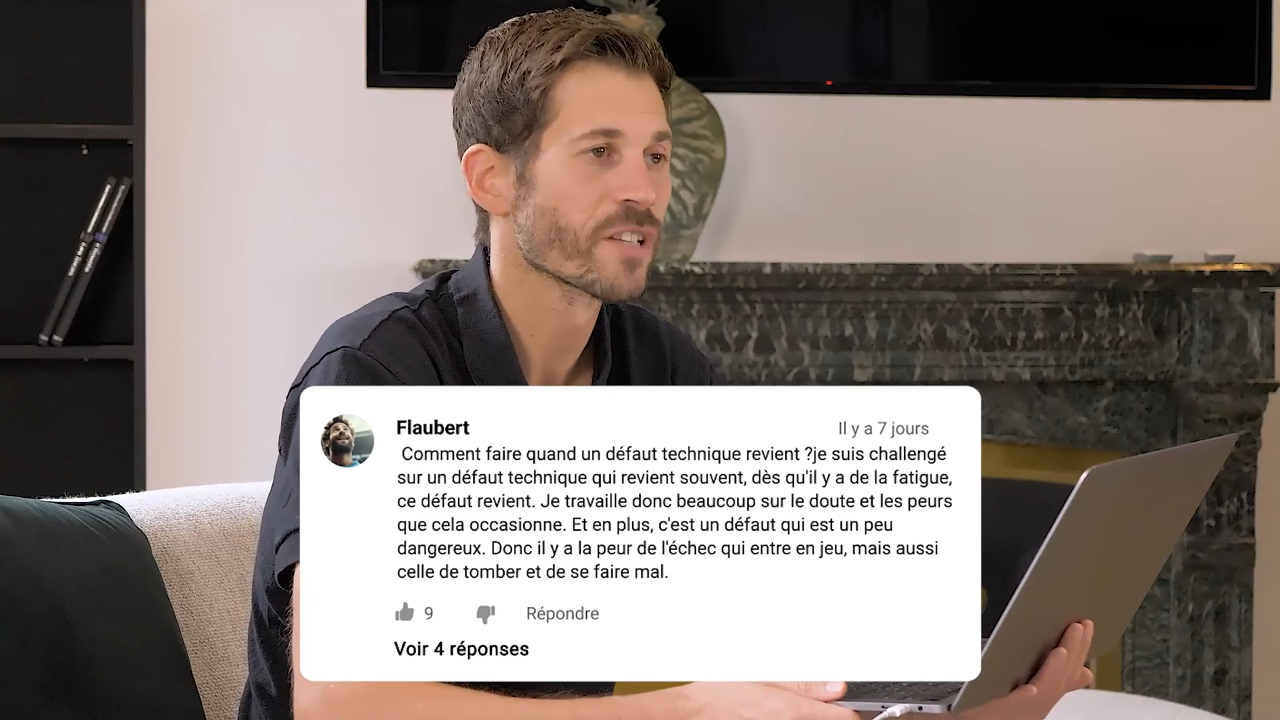 Flaubert
Il y a 7 jours
Comment faire quand un défaut technique revient ?je suis challengé
sur un défaut technique qui revient souvent, dès qu'il y a de la fatigue,
ce défaut revient. Je travaille donc beaucoup sur le doute et les peurs
que cela occasionne. Et en plus, c'est un défaut qui est un peu
dangereux. Donc il y a la peur de l'échec qui entre en jeu, mais aussi
celle de tomber et de se faire mal.
9
Répondre
Voir 4 réponses